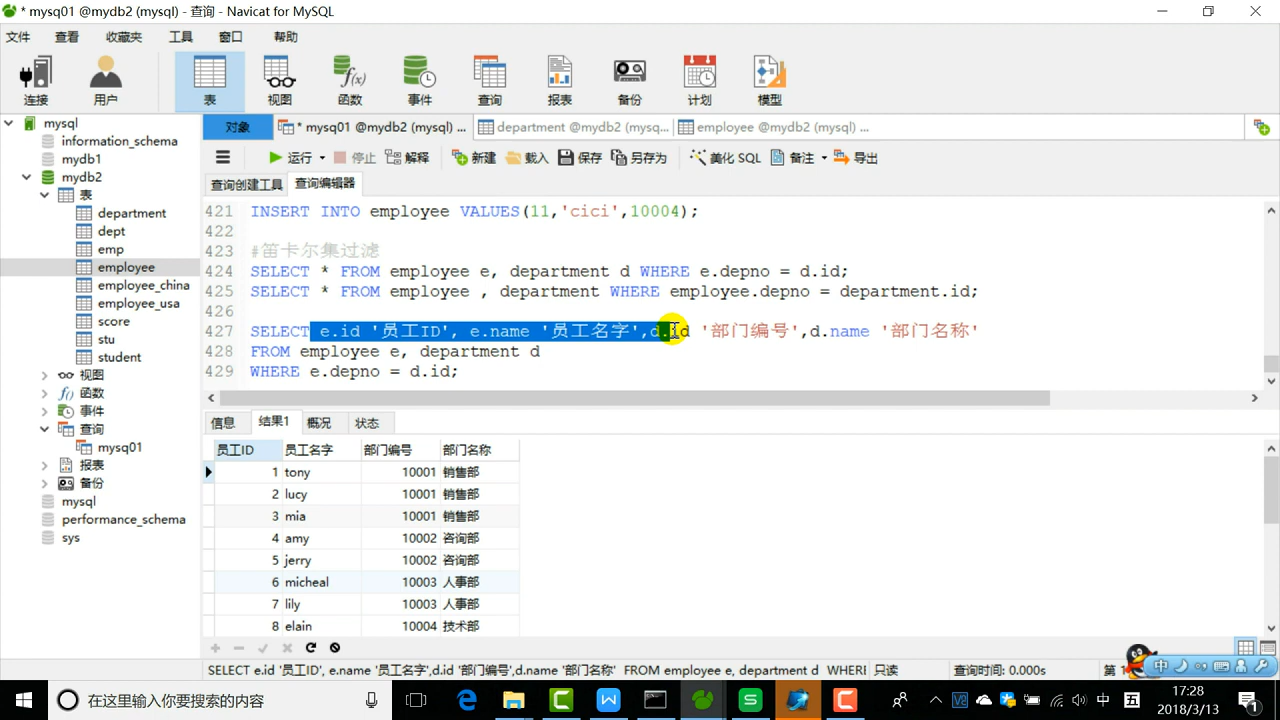 * mysq01 @mydb2 (mysql) - 查询 - Navicat for MySQL
文件 查看 收藏夹 工具 窗口 帮助
连接 用户 表 视图 函数 事件 查询 报表 备份 计划 模型
对象 * mysq01 @mydb2 (mysql) ... department @mydb2 (mysq... employee @mydb2 (mysql) ...
运行 停止 解释 新建 载入 保存 另存为 美化 SQL 备注 导出
查询创建工具 查询编辑器
mysql
information_schema
mydb1
mydb2
表
department
dept
emp
employee
employee_china
employee_usa
score
stu
student
视图
函数
事件
查询
mysq01
报表
备份
mysql
performance_schema
sys
421 INSERT INTO employee VALUES(11,'cici',10004);
422
423 #笛卡尔集过滤
424 SELECT * FROM employee e, department d WHERE e.depno = d.id;
425 SELECT * FROM employee , department WHERE employee.depno = department.id;
426
427 SELECT e.id '员工ID', e.name '员工名字',d.id '部门编号',d.name '部门名称'
428 FROM employee e, department d
429 WHERE e.depno = d.id;
信息 结果1 概况 状态
员工ID 员工名字 部门编号 部门名称
1 tony 10001 销售部
2 lucy 10001 销售部
3 mia 10001 销售部
4 amy 10002 咨询部
5 jerry 10002 咨询部
6 micheal 10003 人事部
7 lily 10003 人事部
8 elain 10004 技术部
SELECT e.id '员工ID', e.name '员工名字',d.id '部门编号',d.name '部门名称' FROM employee e, department d WHERE 只读 查询时间: 0.000s 第 1
中
在这里输入你要搜索的内容
中 五 17:28
2018/3/13
1